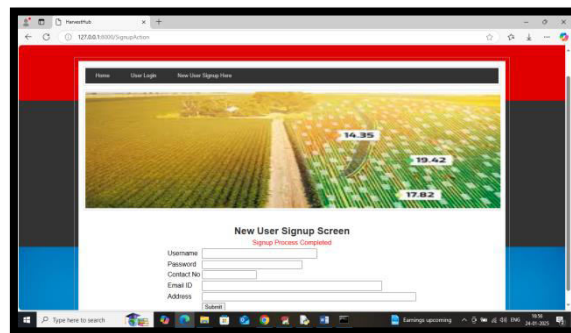 HarvestHub
127.0.0.1:8000/SignupAction
Home User Login New User Signup Here
14.35
19.42
17.82
New User Signup Screen
Signup Process Completed
Username
Password
Contact No
Email ID
Address
Submit
Type here to search
Earnings upcoming
ENG
24-01-2025